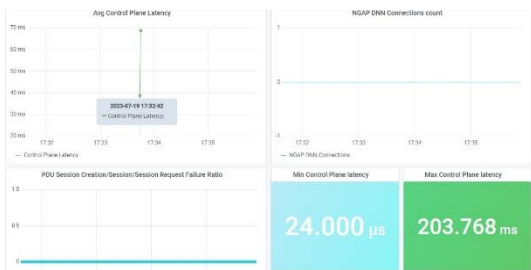 Avg Control Plane Latency
70 ms
60 ms
50 ms
40 ms
30 ms
20 ms
2023-07-19 17:32:42
Control Plane Latency:
17:32
17:33
17:34
17:35
Control Plane Latency
NGAP DNN Connections count
1
0
-1
17:32
17:33
17:34
17:35
NGAP DNN Connections
PDU Session Creation/Session/Session Request Failure Ratio
1.0
0.5
0
Min Control Plane latency
24.000 µs
Max Control Plane latency
203.768 ms